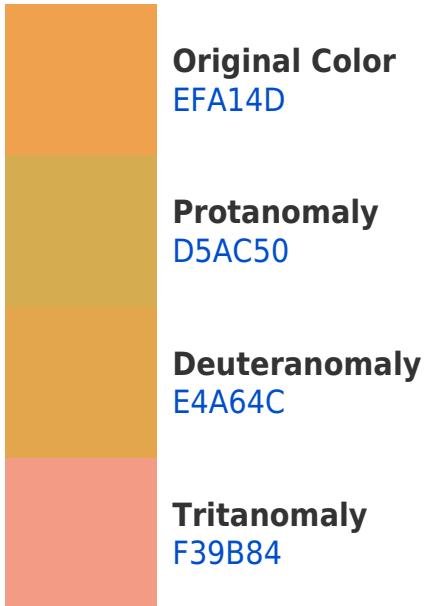 Original Color
EFA14D
Protanomaly
D5AC50
Deuteranomaly
E4A64C
Tritanomaly
F39B84